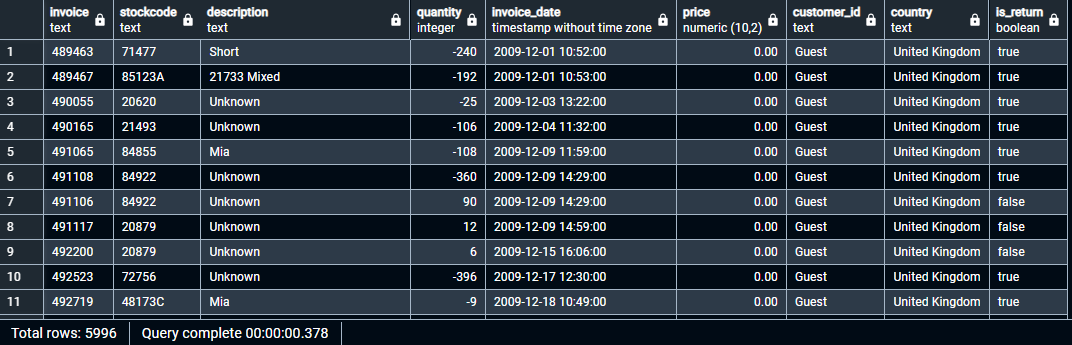 invoice stockcode description quantity invoice_date price customer_id country is_return
text text text integer timestamp without time zone numeric (10,2) text text boolean
1 489463 71477 Short -240 2009-12-01 10:52:00 0.00 Guest United Kingdom true
2 489467 85123A 21733 Mixed -192 2009-12-01 10:53:00 0.00 Guest United Kingdom true
3 490055 20620 Unknown -25 2009-12-03 13:22:00 0.00 Guest United Kingdom true
4 490165 21493 Unknown -106 2009-12-04 11:32:00 0.00 Guest United Kingdom true
5 491065 84855 Mia -108 2009-12-09 11:59:00 0.00 Guest United Kingdom true
6 491108 84922 Unknown -360 2009-12-09 14:29:00 0.00 Guest United Kingdom true
7 491106 84922 Unknown 90 2009-12-09 14:29:00 0.00 Guest United Kingdom false
8 491117 20879 Unknown 12 2009-12-09 14:59:00 0.00 Guest United Kingdom false
9 492200 20879 Unknown 6 2009-12-15 16:06:00 0.00 Guest United Kingdom false
10 492523 72756 Unknown -396 2009-12-17 12:30:00 0.00 Guest United Kingdom true
11 492719 48173C Mia -9 2009-12-18 10:49:00 0.00 Guest United Kingdom true
Total rows: 5996 Query complete 00:00:00.378